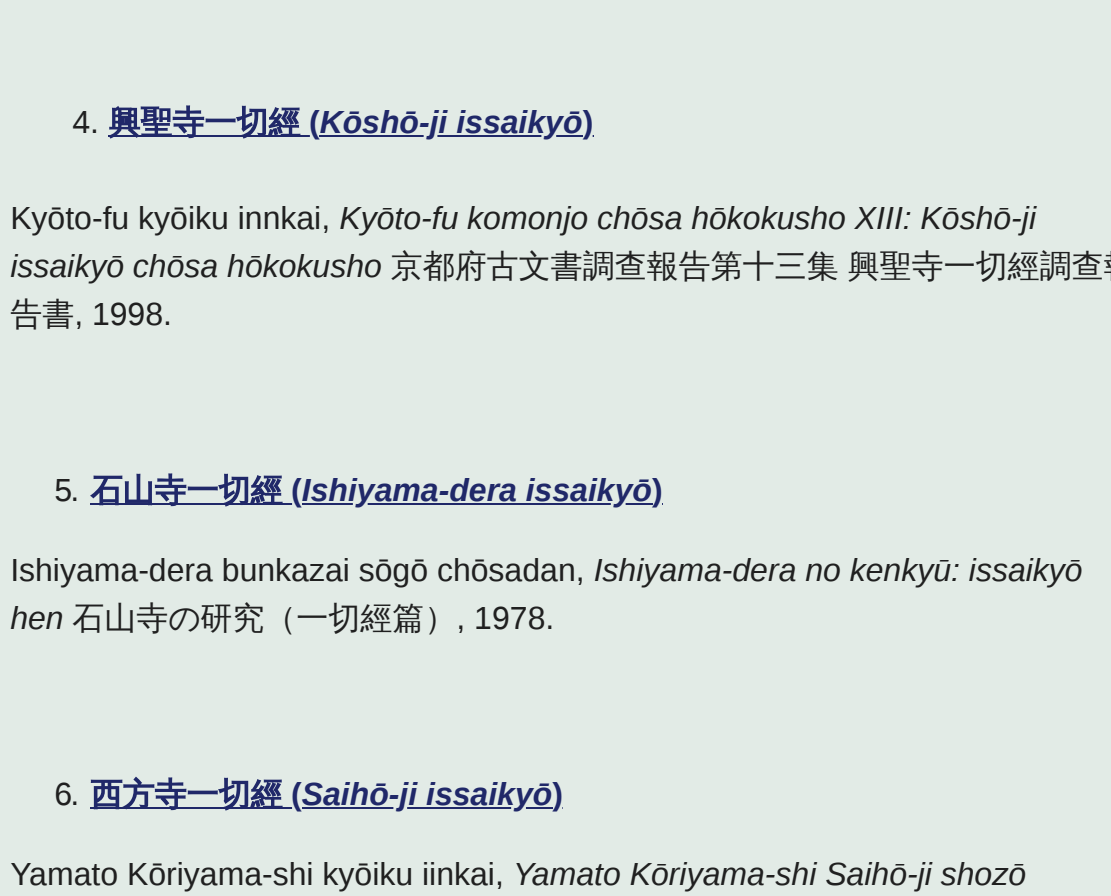 4. 興聖寺一切經 (Kōshō-ji issaikyō)
Kyōto-fu kyōiku innkai, Kyōto-fu komonjo chōsa hōkokusho XIII: Kōshō-ji
issaikyō chōsa hōkokusho 京都府古文書調查報告第十三集 興聖寺一切經調查
告書, 1998.
5. 石山寺一切經 (Ishiyama-dera issaikyō)
Ishiyama-dera bunkazai sōgō chōsadan, Ishiyama-dera no kenkyū: issaikyō
hen 石山寺の研究（一切經篇）, 1978.
6. 西方寺一切經 (Saihō-ji issaikyō)
Yamato Kōriyama-shi kyōiku iinkai, Yamato Kōriyama-shi Saihō-ji shozō